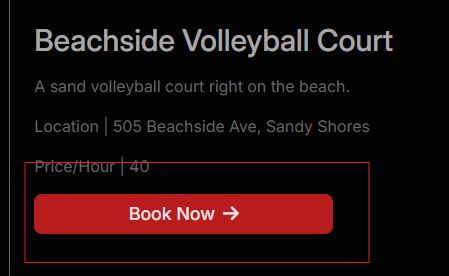 Beachside Volleyball Court
A sand volleyball court right on the beach.
Location | 505 Beachside Ave, Sandy Shores
Price/Hour | 40
Book Now →